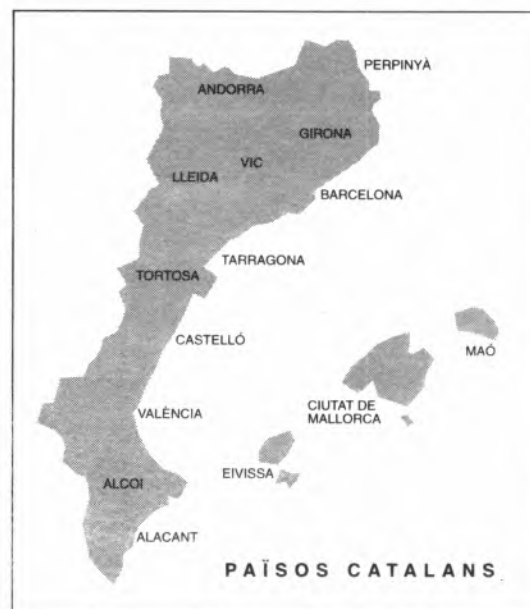 PERPINYÀ
ANDORRA
GIRONA
VIC
LLEIDA
BARCELONA
TARRAGONA
TORTOSA
CASTELLÓ
MAÓ
CIUTAT DE
MALLORCA
VALÈNCIA
EIVISSA
ALCOI
ALACANT
PAÏSOS CATALANS